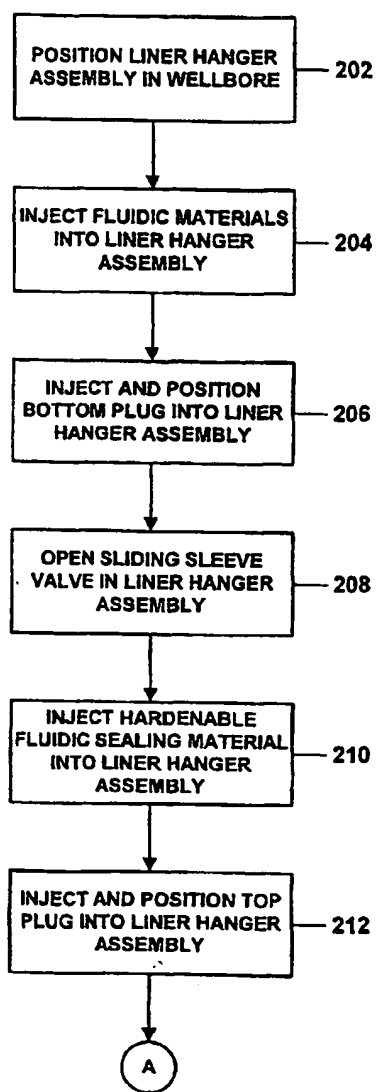 POSITION LINER HANGER
ASSEMBLY IN WELLBORE
202
INJECT FLUIDIC MATERIALS
INTO LINER HANGER
ASSEMBLY
204
INJECT AND POSITION
BOTTOM PLUG INTO LINER
HANGER ASSEMBLY
206
OPEN SLIDING SLEEVE
VALVE IN LINER HANGER
ASSEMBLY
208
INJECT HARDENABLE
FLUIDIC SEALING MATERIAL
INTO LINER HANGER
ASSEMBLY
210
INJECT AND POSITION TOP
PLUG INTO LINER HANGER
ASSEMBLY
212
A